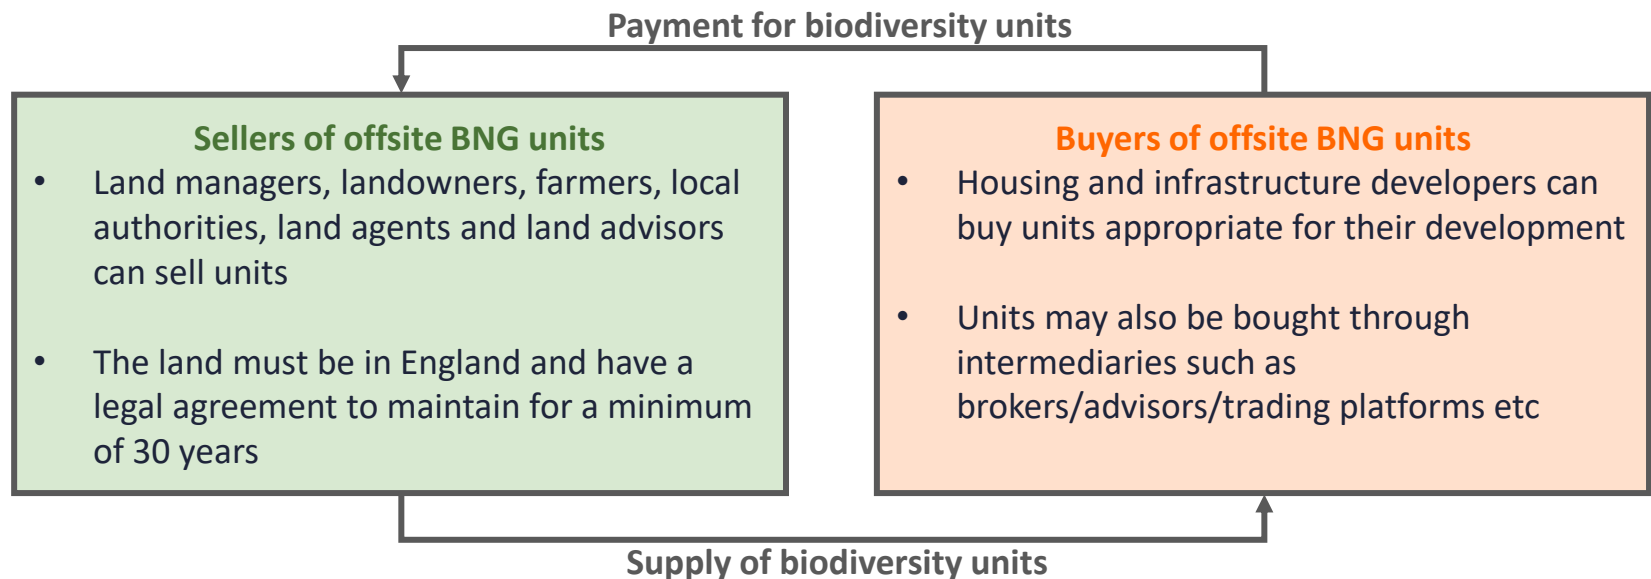 Payment for biodiversity units
Sellers of offsite BNG units
• Land managers, landowners, farmers, local
authorities, land agents and land advisors
can sell units
• The land must be in England and have a
legal agreement to maintain for a minimum
of 30 years
Buyers of offsite BNG units
• Housing and infrastructure developers can
buy units appropriate for their development
• Units may also be bought through
intermediaries such as
brokers/advisors/trading platforms etc
Supply of biodiversity units